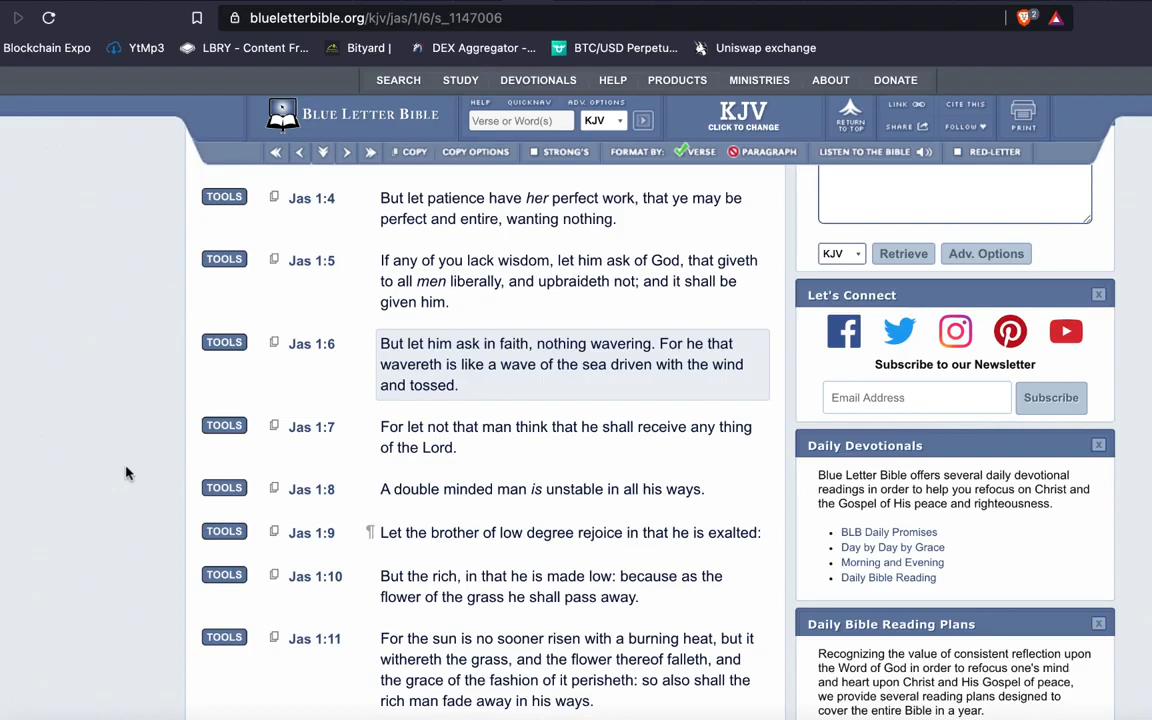 blueletterbible.org/kjv/jas/1/6/s_1147006
2
Blockchain Expo YtMp3 LBRY - Content Fr... Bityard | DEX Aggregator -... BTC/USD Perpetu... Uniswap exchange
SEARCH STUDY DEVOTIONALS HELP PRODUCTS MINISTRIES ABOUT DONATE
BLUE LETTER BIBLE
HELP QUICKNAV ADV. OPTIONS
Verse or Word(s) KJV
KJV
CLICK TO CHANGE
RETURN
TO TOP
LINK CITE THIS
SHARE FOLLOW
PRINT
COPY COPY OPTIONS STRONG'S FORMAT BY: VERSE PARAGRAPH LISTEN TO THE BIBLE RED-LETTER
TOOLS Jas 1:4 But let patience have her perfect work, that ye may be
perfect and entire, wanting nothing.
TOOLS Jas 1:5 If any of you lack wisdom, let him ask of God, that giveth
to all men liberally, and upbraideth not; and it shall be
given him.
TOOLS Jas 1:6 But let him ask in faith, nothing wavering. For he that
wavereth is like a wave of the sea driven with the wind
and tossed.
TOOLS Jas 1:7 For let not that man think that he shall receive any thing
of the Lord.
TOOLS Jas 1:8 A double minded man is unstable in all his ways.
TOOLS Jas 1:9 ¶ Let the brother of low degree rejoice in that he is exalted:
TOOLS Jas 1:10 But the rich, in that he is made low: because as the
flower of the grass he shall pass away.
TOOLS Jas 1:11 For the sun is no sooner risen with a burning heat, but it
withereth the grass, and the flower thereof falleth, and
the grace of the fashion of it perisheth: so also shall the
rich man fade away in his ways.
KJV Retrieve Adv. Options
Let's Connect
Subscribe to our Newsletter
Email Address Subscribe
Daily Devotionals
Blue Letter Bible offers several daily devotional
readings in order to help you refocus on Christ and
the Gospel of His peace and righteousness.
BLB Daily Promises
Day by Day by Grace
Morning and Evening
Daily Bible Reading
Daily Bible Reading Plans
Recognizing the value of consistent reflection upon
the Word of God in order to refocus one's mind
and heart upon Christ and His Gospel of peace,
we provide several reading plans designed to
cover the entire Bible in a year.